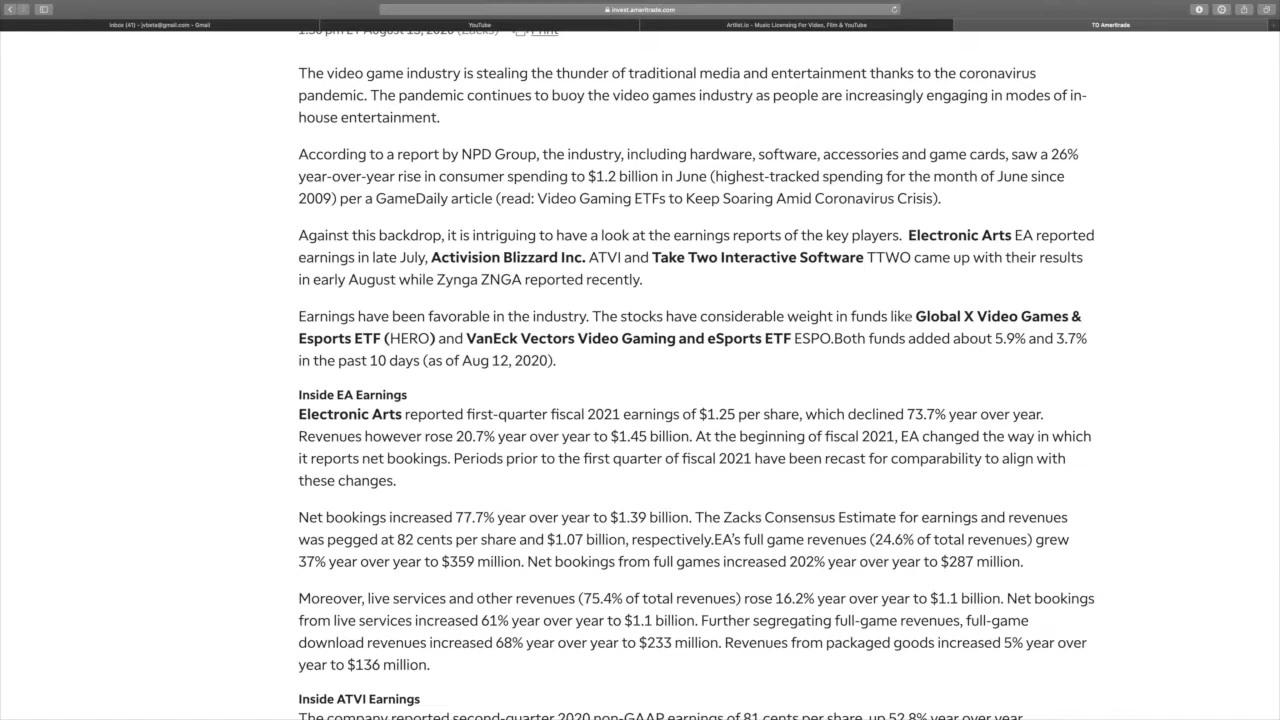 invest.ameritrade.com
Inbox (41) - jvbsta@gmail.com - Gmail
YouTube
Artlist.io - Music Licensing For Video, Film & YouTube
TD Ameritrade
1:30 pm ET August 13, 2020 (Zacks) Print
The video game industry is stealing the thunder of traditional media and entertainment thanks to the coronavirus
pandemic. The pandemic continues to buoy the video games industry as people are increasingly engaging in modes of in-
house entertainment.
According to a report by NPD Group, the industry, including hardware, software, accessories and game cards, saw a 26%
year-over-year rise in consumer spending to $1.2 billion in June (highest-tracked spending for the month of June since
2009) per a GameDaily article (read: Video Gaming ETFs to Keep Soaring Amid Coronavirus Crisis).
Against this backdrop, it is intriguing to have a look at the earnings reports of the key players. Electronic Arts EA reported
earnings in late July, Activision Blizzard Inc. ATVI and Take Two Interactive Software TTWO came up with their results
in early August while Zynga ZNGA reported recently.
Earnings have been favorable in the industry. The stocks have considerable weight in funds like Global X Video Games &
Esports ETF (HERO) and VanEck Vectors Video Gaming and eSports ETF ESPO.Both funds added about 5.9% and 3.7%
in the past 10 days (as of Aug 12, 2020).
Inside EA Earnings
Electronic Arts reported first-quarter fiscal 2021 earnings of $1.25 per share, which declined 73.7% year over year.
Revenues however rose 20.7% year over year to $1.45 billion. At the beginning of fiscal 2021, EA changed the way in which
it reports net bookings. Periods prior to the first quarter of fiscal 2021 have been recast for comparability to align with
these changes.
Net bookings increased 77.7% year over year to $1.39 billion. The Zacks Consensus Estimate for earnings and revenues
was pegged at 82 cents per share and $1.07 billion, respectively.EA's full game revenues (24.6% of total revenues) grew
37% year over year to $359 million. Net bookings from full games increased 202% year over year to $287 million.
Moreover, live services and other revenues (75.4% of total revenues) rose 16.2% year over year to $1.1 billion. Net bookings
from live services increased 61% year over year to $1.1 billion. Further segregating full-game revenues, full-game
download revenues increased 68% year over year to $233 million. Revenues from packaged goods increased 5% year over
year to $136 million.
Inside ATVI Earnings
The company reported second-quarter 2020 non-GAAP earnings of 81 cents per share, up 52.8% year over year.